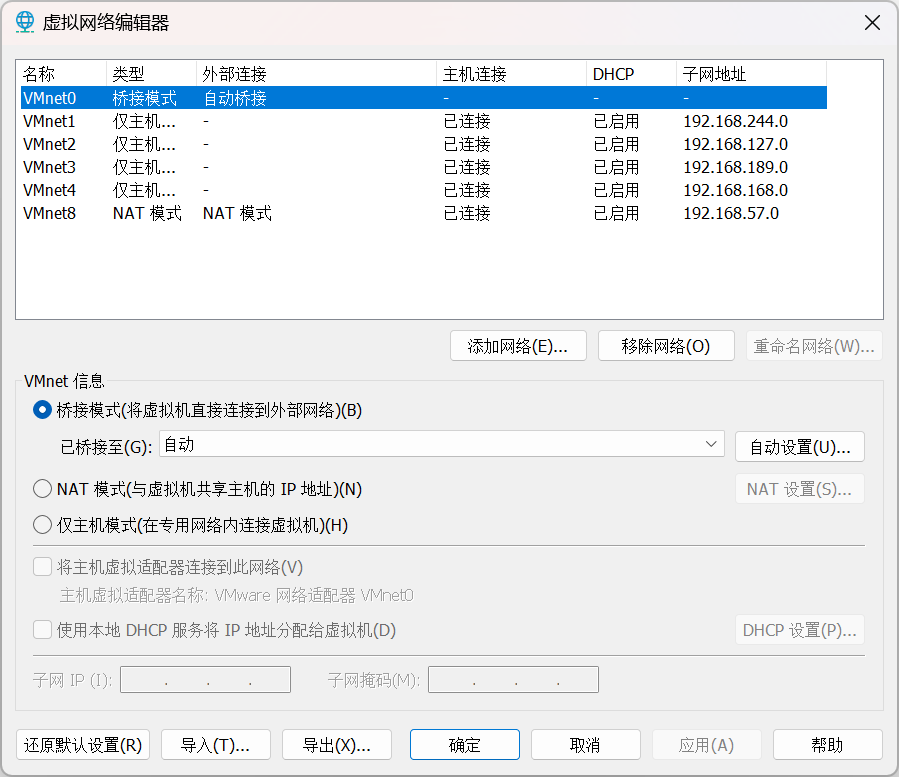 虚拟网络编辑器
名称 类型 外部连接 主机连接 DHCP 子网地址
VMnet0 桥接模式 自动桥接 - - -
VMnet1 仅主机... - 已连接 已启用 192.168.244.0
VMnet2 仅主机... - 已连接 已启用 192.168.127.0
VMnet3 仅主机... - 已连接 已启用 192.168.189.0
VMnet4 仅主机... - 已连接 已启用 192.168.168.0
VMnet8 NAT 模式 NAT 模式 已连接 已启用 192.168.57.0
添加网络(E)... 移除网络(O) 重命名网络(W)...
VMnet 信息
桥接模式(将虚拟机直接连接到外部网络)(B)
已桥接至(G): 自动 自动设置(U)...
NAT 模式(与虚拟机共享主机的 IP 地址)(N) NAT 设置(S)...
仅主机模式(在专用网络内连接虚拟机)(H)
将主机虚拟适配器连接到此网络(V)
主机虚拟适配器名称: VMware 网络适配器 VMnet0
使用本地 DHCP 服务将 IP 地址分配给虚拟机(D) DHCP 设置(P)...
子网 IP (I): . . . 子网掩码(M): . . .
还原默认设置(R) 导入(T)... 导出(X)... 确定 取消 应用(A) 帮助